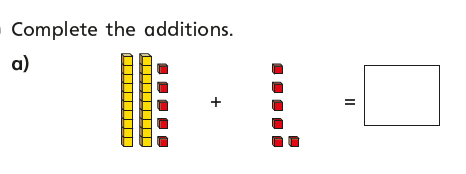 Complete the additions.
a)
+ =